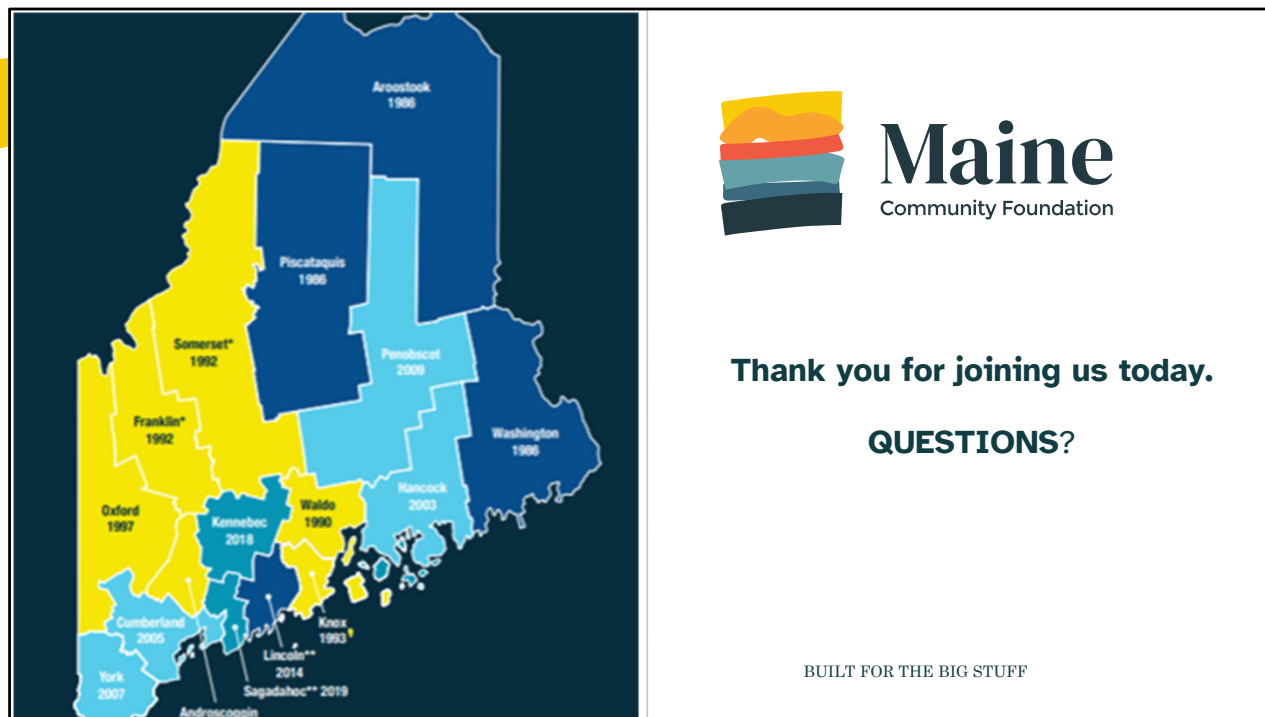 Aroostook
1986
Piscataquis
1986
Somerset*
1992
Penobscot
2009
Franklin*
1992
Washington
1986
Hancock
2003
Waldo
1990
Oxford
1997
Kennebec
2018
Knox
1993
Cumberland
2005
Lincoln**
2014
York
2007
Sagadahoc** 2019
Androscoggin
Maine
Community Foundation
Thank you for joining us today.
QUESTIONS?
BUILT FOR THE BIG STUFF